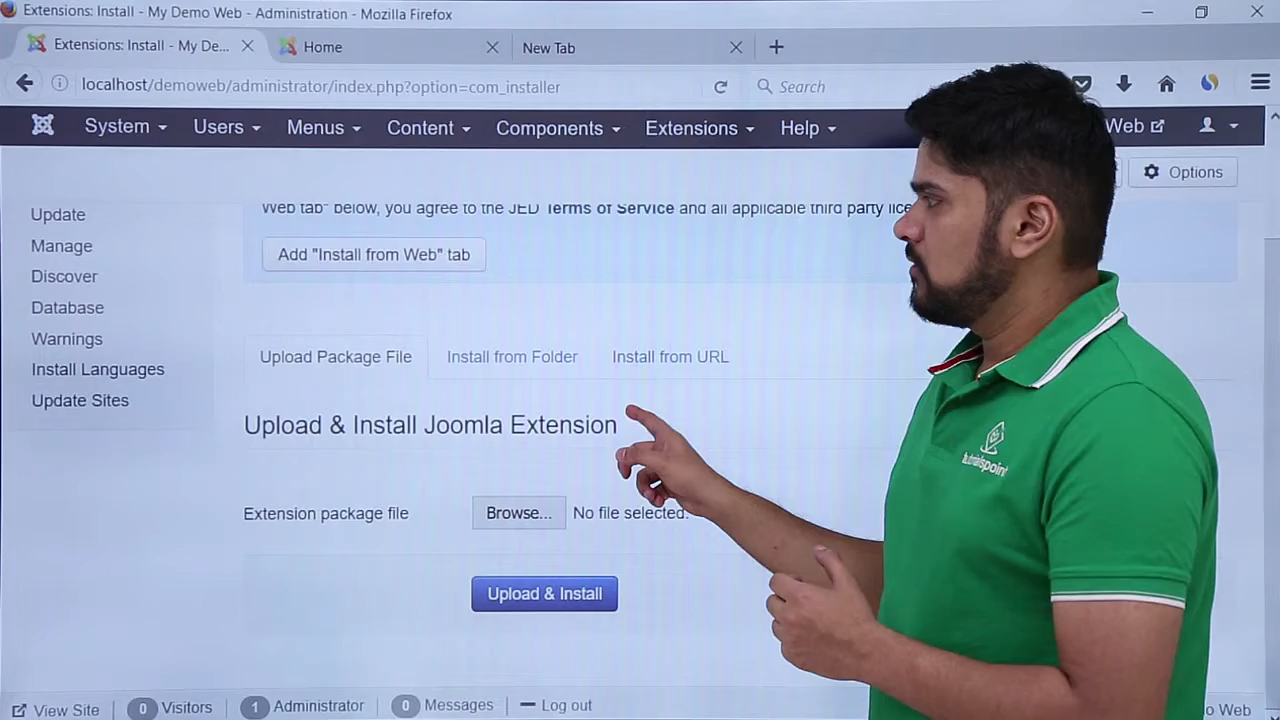 Extensions: Install - My Demo Web - Administration - Mozilla Firefox
Extensions: Install - My De...
Home
New Tab
localhost/demoweb/administrator/index.php?option=com_installer
Search
System
Users
Menus
Content
Components
Extensions
Help
Web
Options
Update
Manage
Discover
Database
Warnings
Install Languages
Update Sites
Web tab" below, you agree to the JED Terms of Service and all applicable third party lice
Add "Install from Web" tab
Upload Package File
Install from Folder
Install from URL
Upload & Install Joomla Extension
Extension package file
Browse...
No file selected.
Upload & Install
tutorialspoint
View Site
0 Visitors
1 Administrator
0 Messages
Log out
o Web